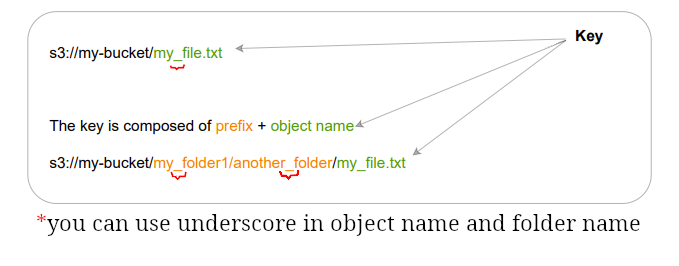 Key
s3://my-bucket/my_file.txt
The key is composed of prefix + object name
s3://my-bucket/my_folder1/another_folder/my_file.txt
*you can use underscore in object name and folder name